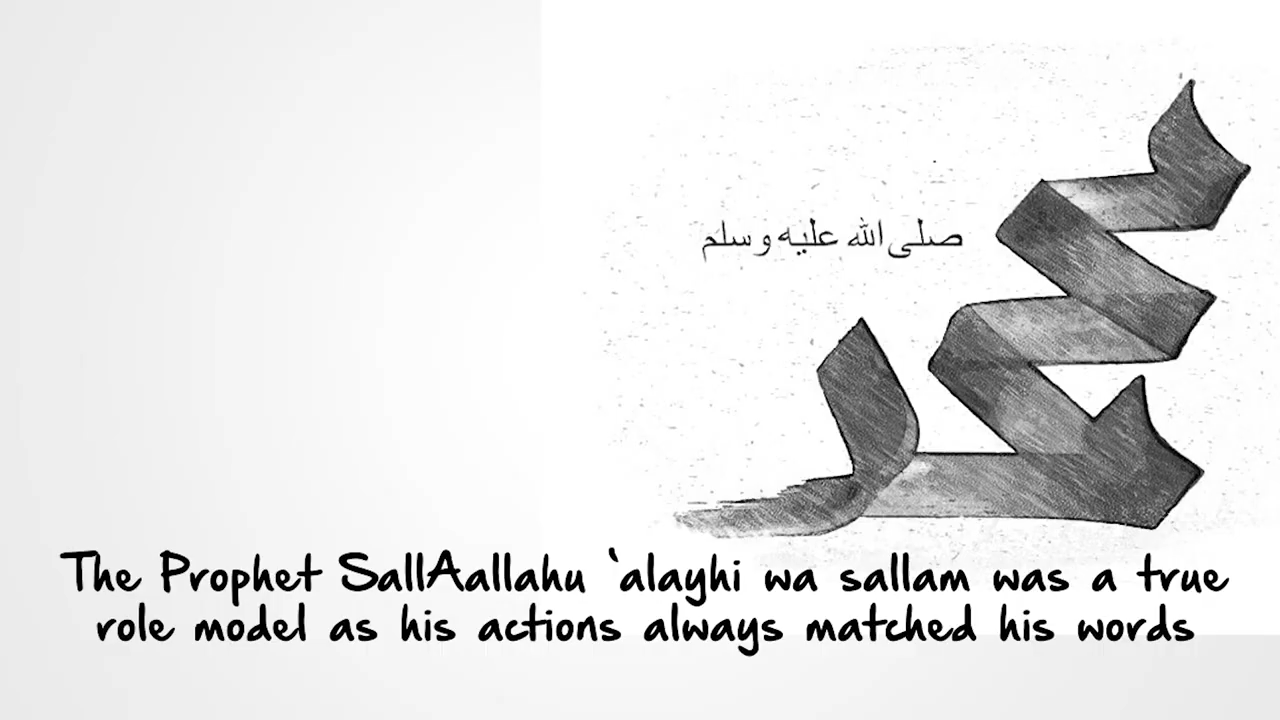 محمد
صلى الله عليه وسلم
The Prophet SallAallahu `alayhi wa sallam was a true
role model as his actions always matched his words